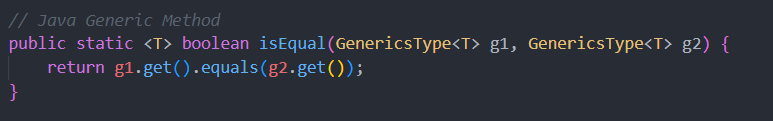 // Java Generic Method
public static <T> boolean isEqual(GenericsType<T> g1, GenericsType<T> g2) {
    return g1.get().equals(g2.get());
}